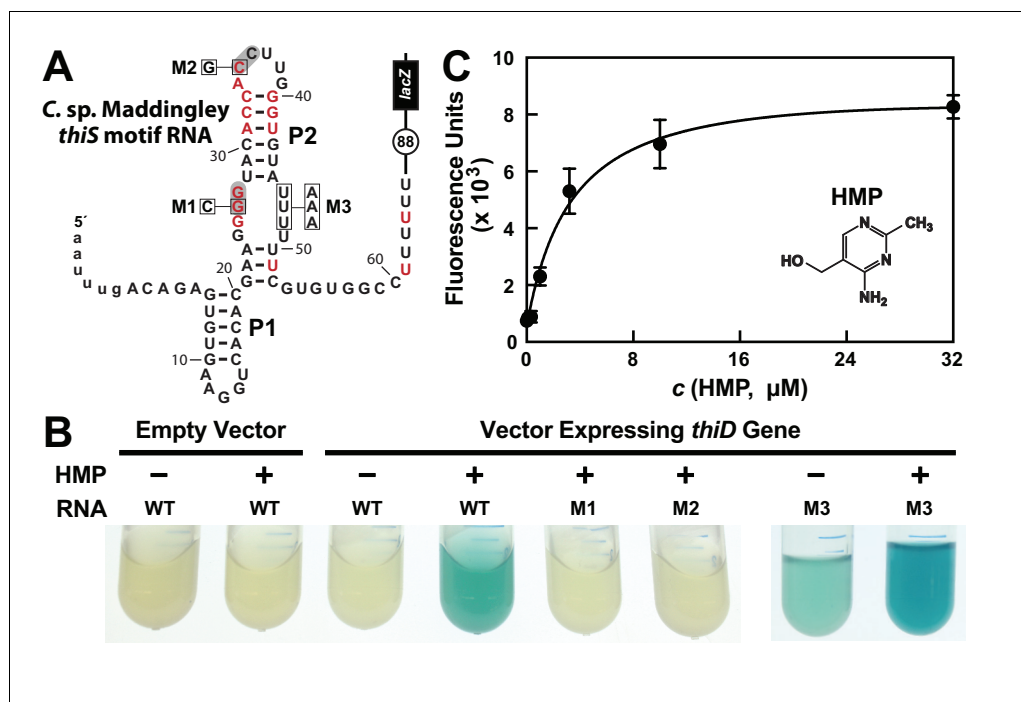 A
M2 G C C U U G
A
C G 40
C. sp. Maddingley
thiS motif RNA
C G
A U
P2
30
A G
C U
A A
U
lacZ
88
M1 C G G G G
U U U U
A A A
M3
A U 50
A U
G C G U G U G G C C 60
U U U U U U
5´
a
a
u
u u g A C A G A G C 20
U A
G C
P1
U A
U C
10 G U
A G
A G
C
10
8
6
4
2
0
Fluorescence Units
(x 10³)
HMP
N CH₃
HO N
NH₂
0 8 16 24 32
c (HMP, μM)
B
Empty Vector Vector Expressing thiD Gene
HMP − + − + + + − +
RNA WT WT WT WT M1 M2 M3 M3